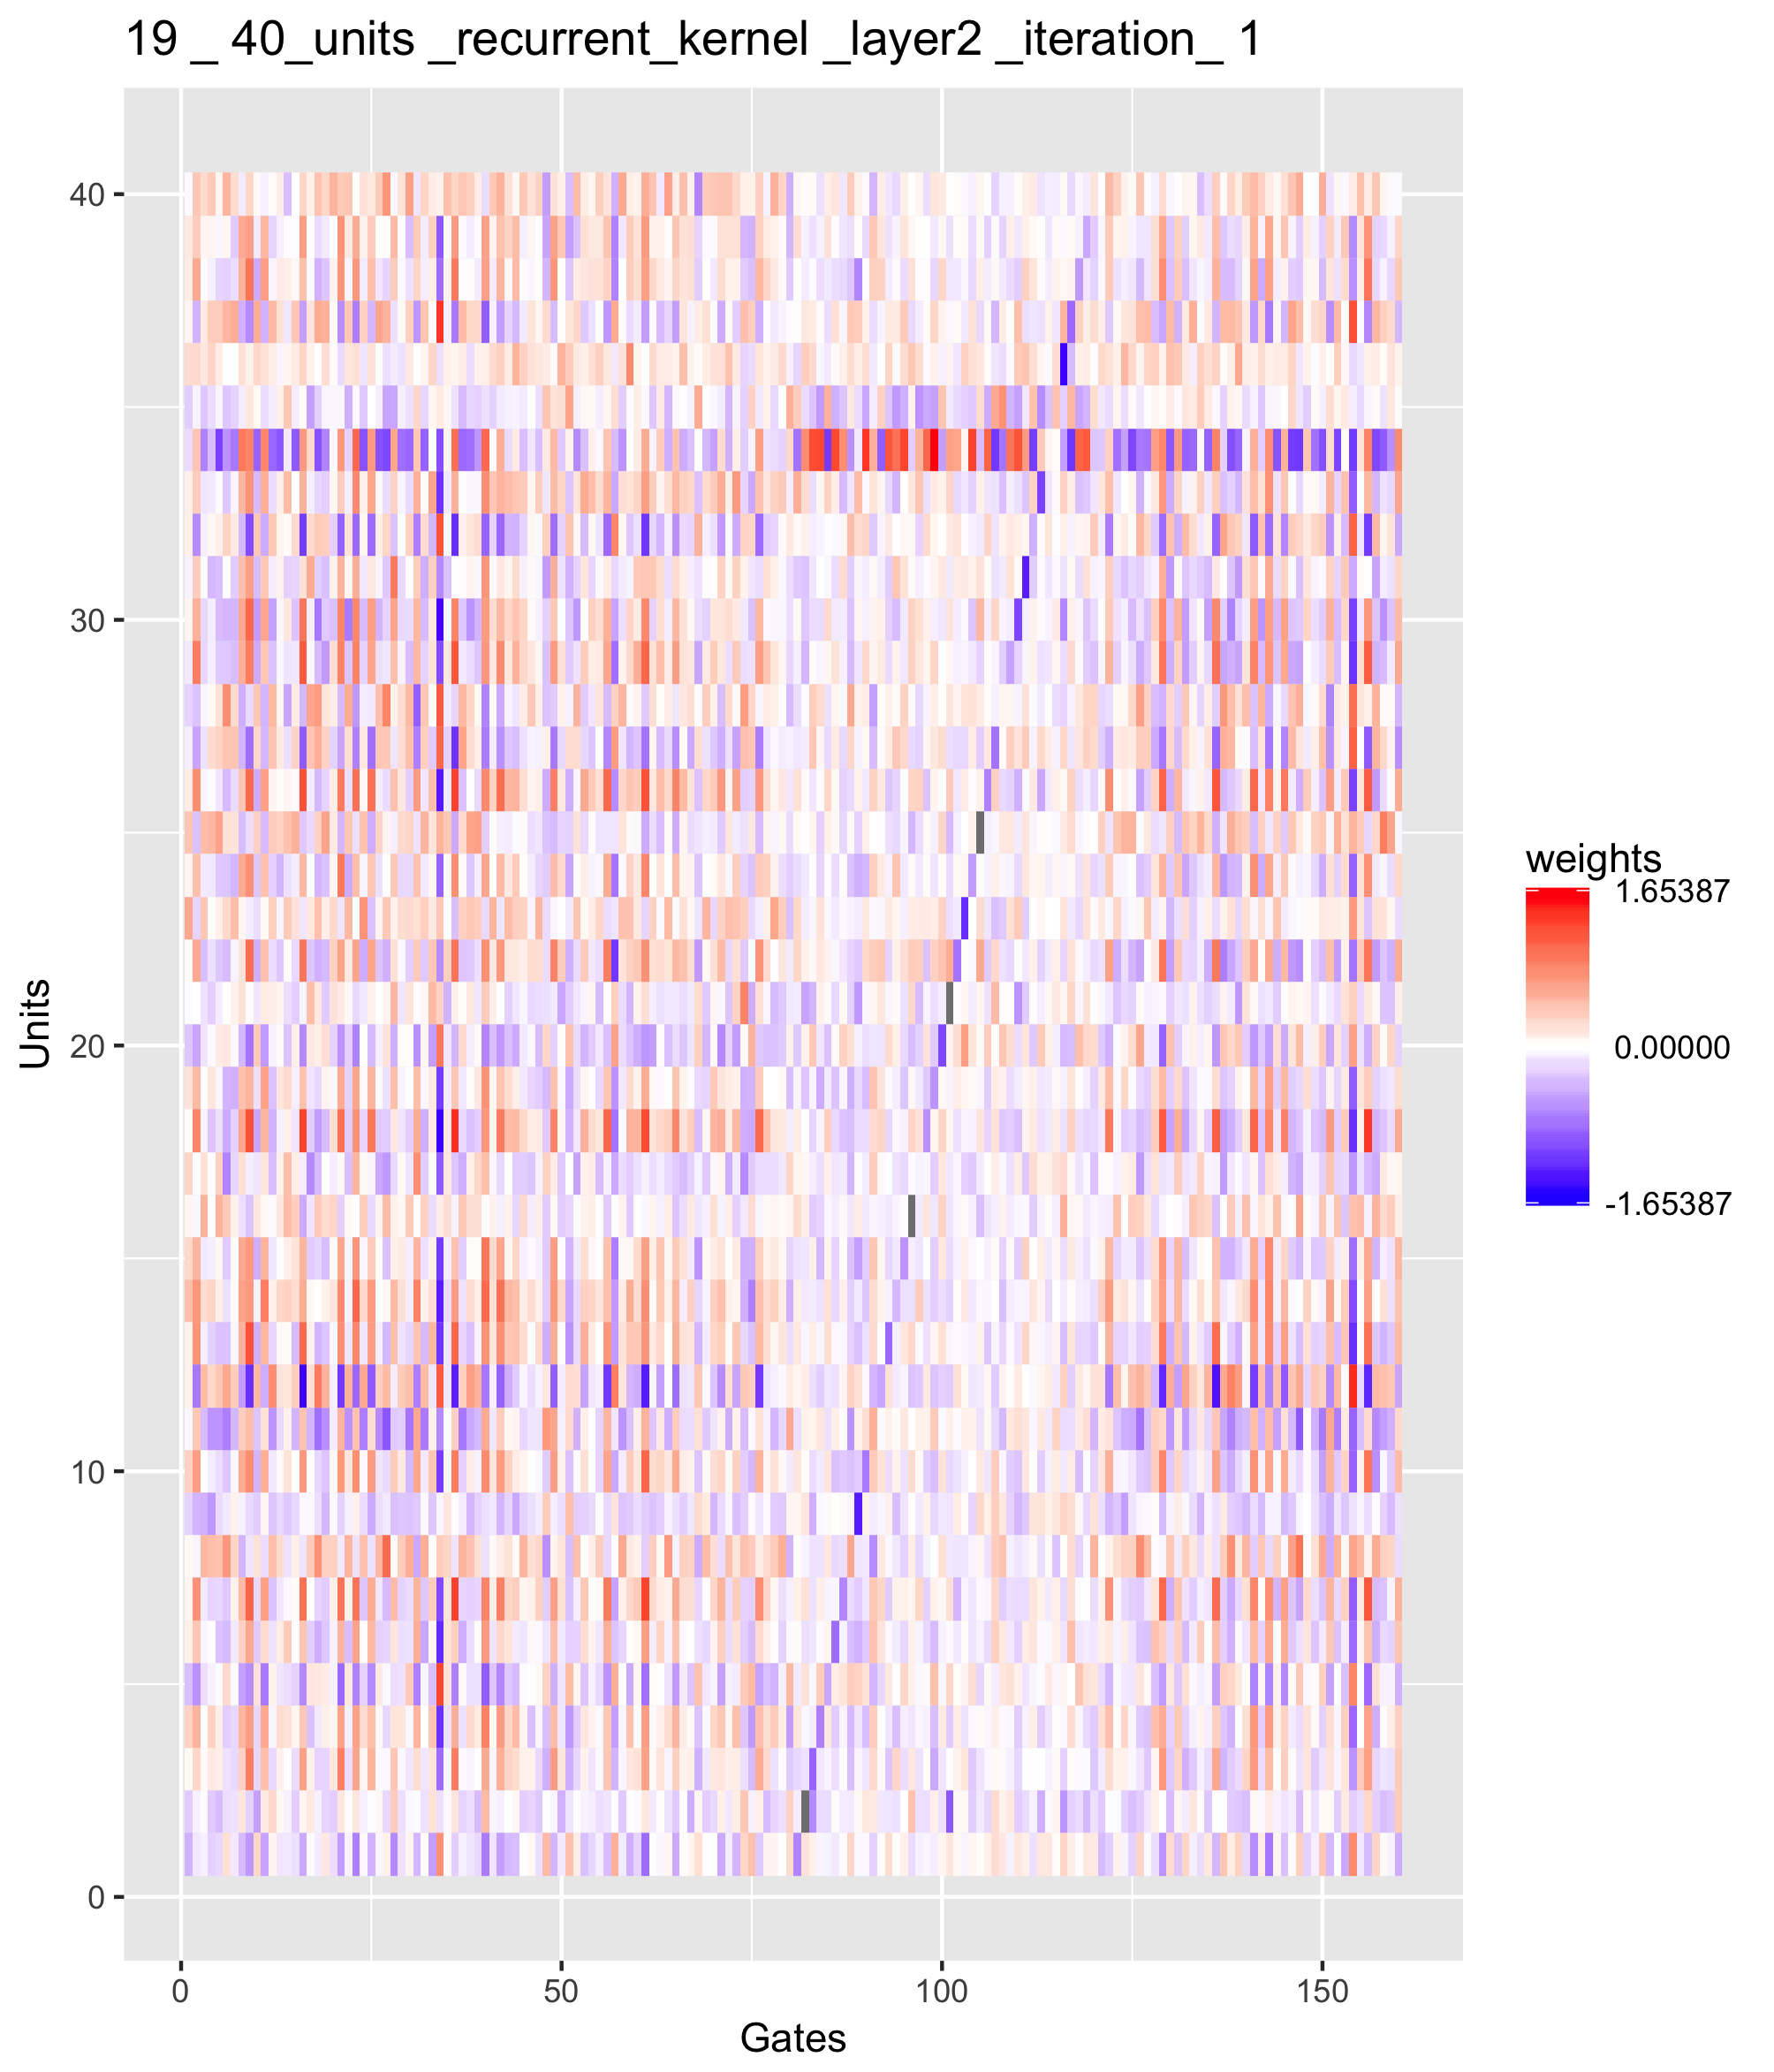 19 _ 40_units _recurrent_kernel _layer2 _iteration_ 1
40
30
20
10
0
Units
0 50 100 150
Gates
weights
1.65387
0.00000
-1.65387